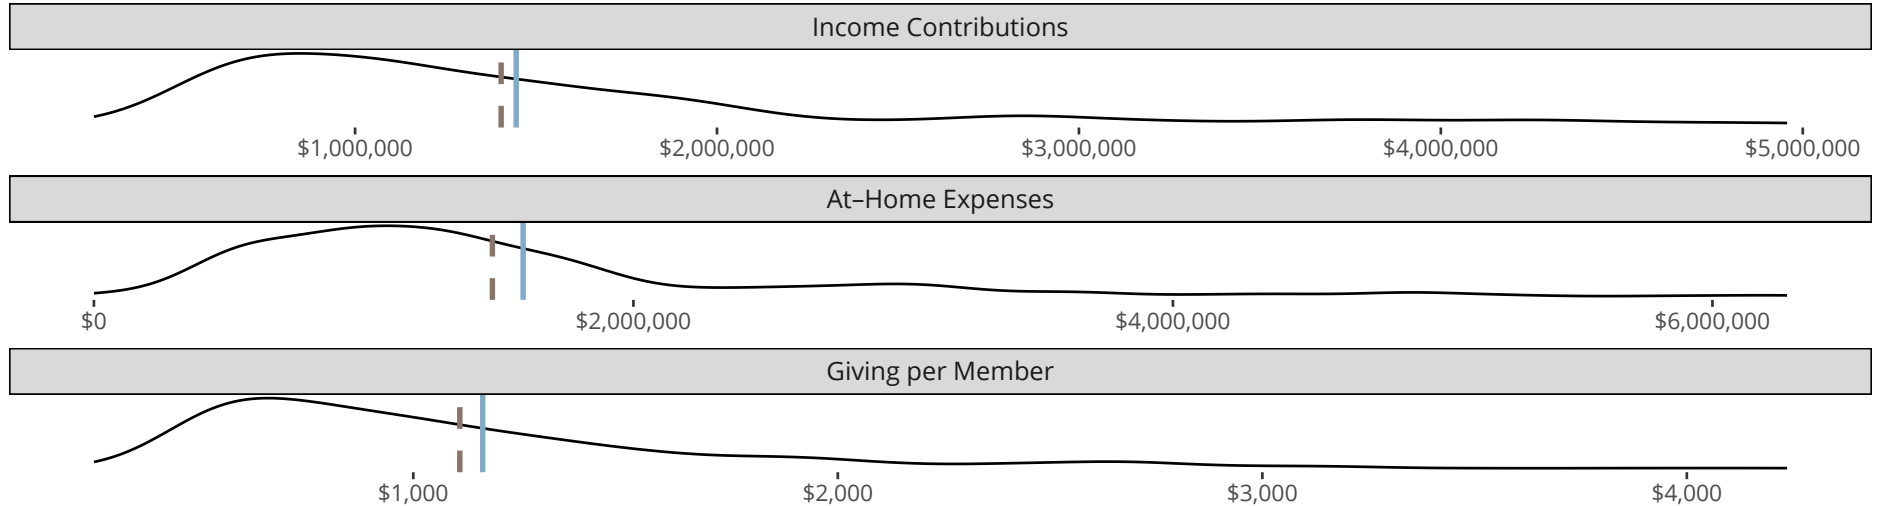 Income Contributions
$1,000,000 $2,000,000 $3,000,000 $4,000,000 $5,000,000
At–Home Expenses
$0 $2,000,000 $4,000,000 $6,000,000
Giving per Member
$1,000 $2,000 $3,000 $4,000